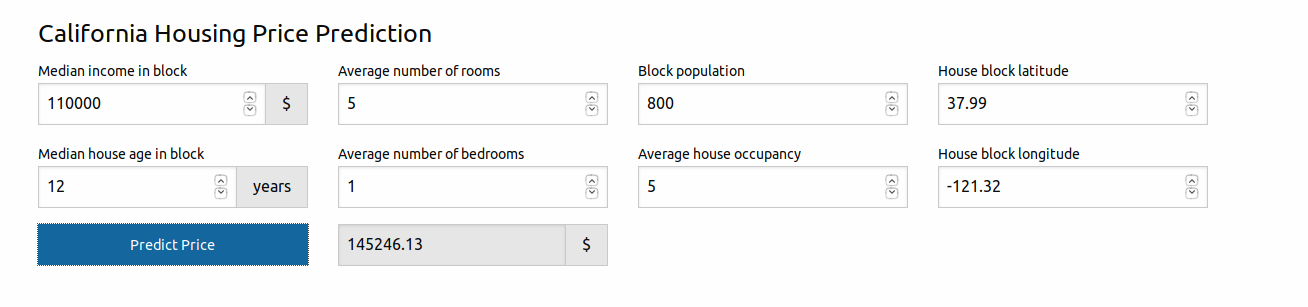 California Housing Price Prediction
Median income in block Average number of rooms Block population House block latitude
110000 $ 5 800 37.99
Median house age in block Average number of bedrooms Average house occupancy House block longitude
12 years 1 5 -121.32
Predict Price 145246.13 $